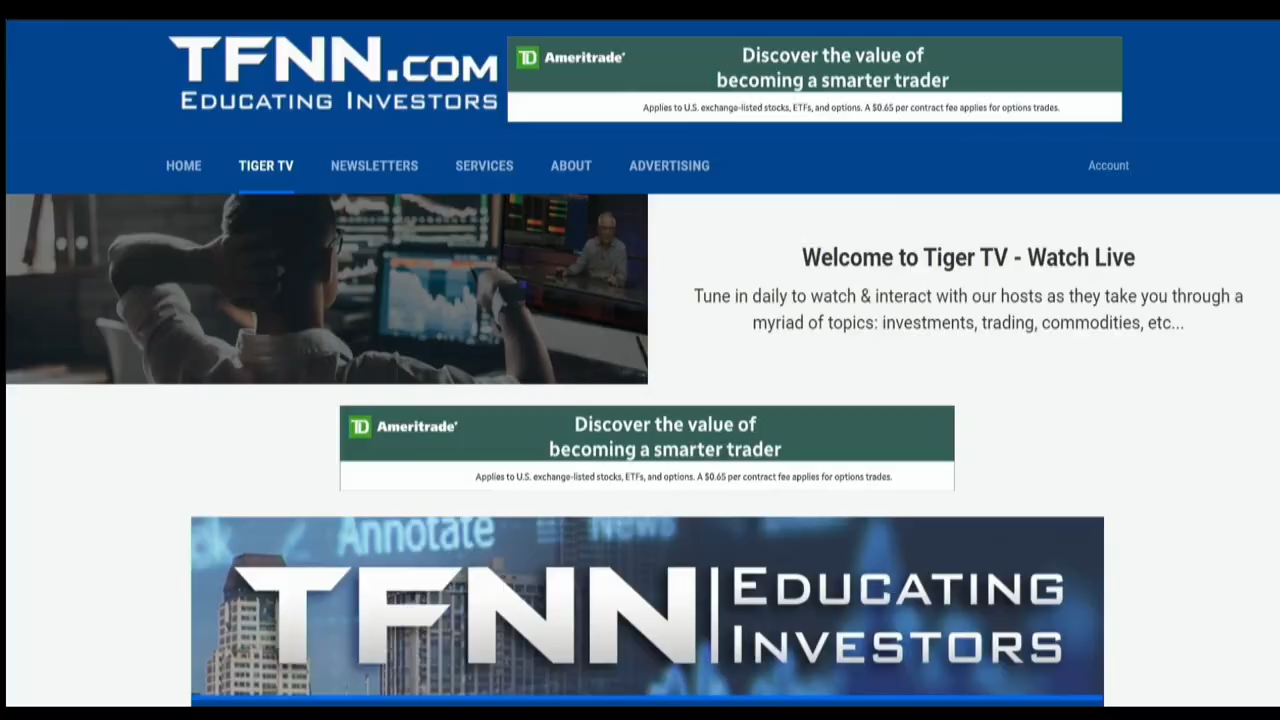 TFNN.COM
EDUCATING INVESTORS
TD Ameritrade®
Discover the value of
becoming a smarter trader
Applies to U.S. exchange-listed stocks, ETFs, and options. A $0.65 per contract fee applies for options trades.
HOME
TIGER TV
NEWSLETTERS
SERVICES
ABOUT
ADVERTISING
Account
Welcome to Tiger TV - Watch Live
Tune in daily to watch & interact with our hosts as they take you through a
myriad of topics: investments, trading, commodities, etc...
TD Ameritrade®
Discover the value of
becoming a smarter trader
Applies to U.S. exchange-listed stocks, ETFs, and options. A $0.65 per contract fee applies for options trades.
Annotate
News
TFNN
EDUCATING
INVESTORS